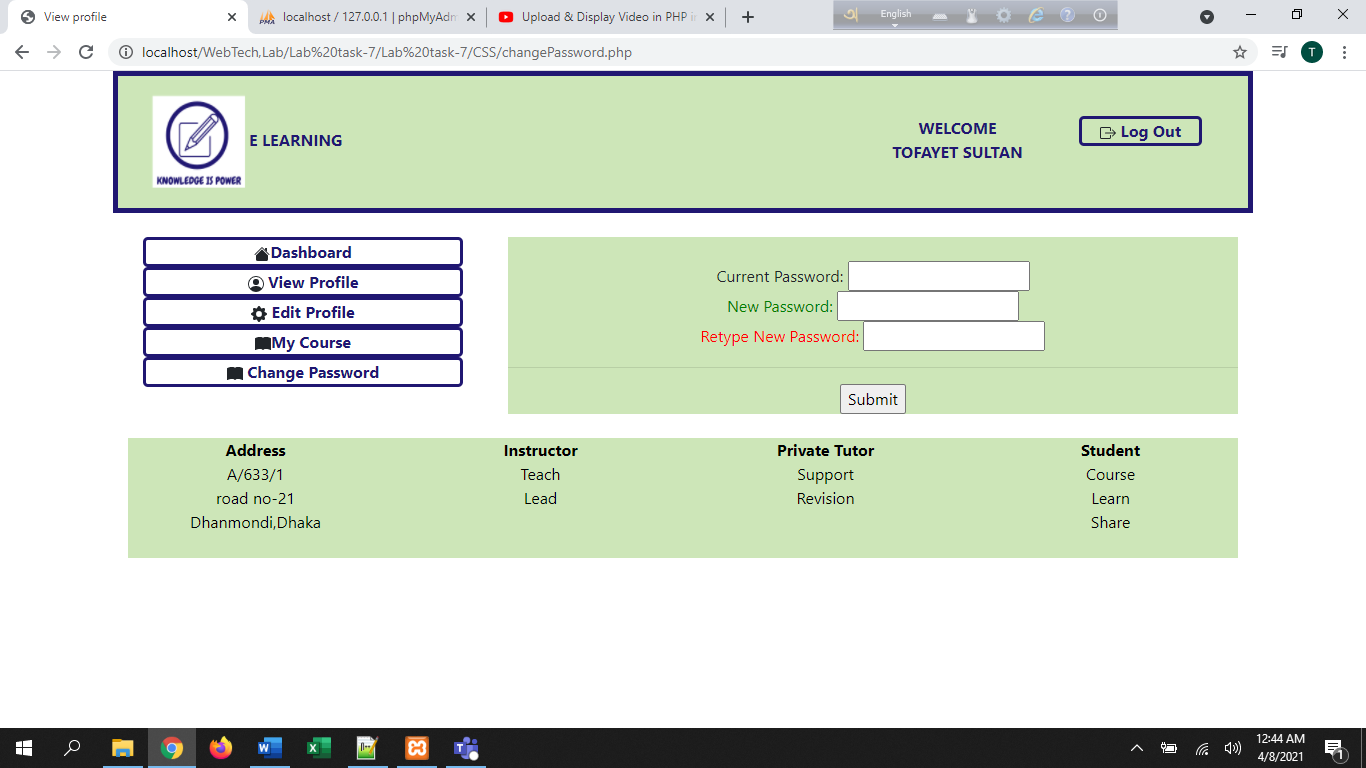 View profile
localhost / 127.0.0.1 | phpMyAdm
Upload & Display Video in PHP i
English
localhost/WebTech,Lab/Lab%20task-7/Lab%20task-7/CSS/changePassword.php
T
KNOWLEDGE IS POWER
E LEARNING
WELCOME
TOFAYET SULTAN
Log Out
Dashboard
View Profile
Edit Profile
My Course
Change Password
Current Password:
New Password:
Retype New Password:
Submit
Address
A/633/1
road no-21
Dhanmondi,Dhaka
Instructor
Teach
Lead
Private Tutor
Support
Revision
Student
Course
Learn
Share
12:44 AM
4/8/2021
1